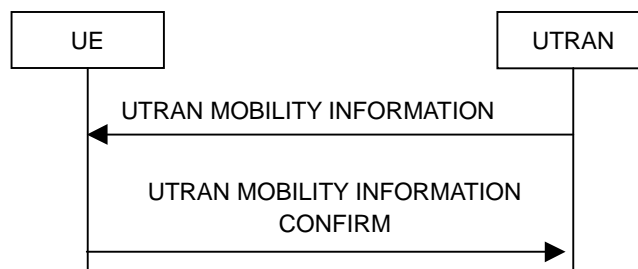 UE
UTRAN
UTRAN MOBILITY INFORMATION
UTRAN MOBILITY INFORMATION
CONFIRM